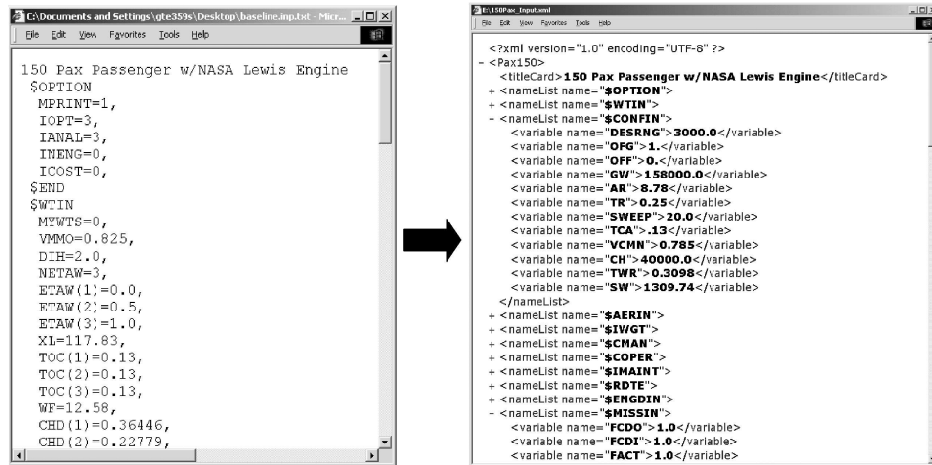 E:\Documents and Settings\gte359s\Desktop\baseline.inp.txt - Micr...
File Edit View Favorites Tools Help
150 Pax Passenger w/NASA Lewis Engine
$OPTION
MPRINT=1,
IOPT=3,
IANAL=3,
INENG=0,
ICOST=0,
$END
$WTIN
MYWTS=0,
VMMO=0.825,
DIH=2.0,
NETAW=3,
ETAW(1)=0.0,
ETAW(2)=0.5,
ETAW(3)=1.0,
XL=117.83,
TOC(1)=0.13,
TOC(2)=0.13,
TOC(3)=0.13,
WF=12.58,
CHD(1)=0.36446,
CHD(2)=0.22779,
E:\150Pax_Input.xml
File Edit View Favorites Tools Help
<?xml version="1.0" encoding="UTF-8" ?>
- <Pax150>
<titleCard>150 Pax Passenger w/NASA Lewis Engine</titleCard>
+ <nameList name="$OPTION">
+ <nameList name="$WTIN">
- <nameList name="$CONFIN">
<variable name="DESRNG">3000.0</variable>
<variable name="OFG">1.</variable>
<variable name="OFF">0.</variable>
<variable name="GW">158000.0</variable>
<variable name="AR">8.78</variable>
<variable name="TR">0.25</variable>
<variable name="SWEEP">20.0</variable>
<variable name="TCA">.13</variable>
<variable name="VCMN">0.785</variable>
<variable name="CH">40000.0</variable>
<variable name="TWR">0.3098</variable>
<variable name="SW">1309.74</variable>
</nameList>
+ <nameList name="$AERIN">
+ <nameList name="$IWGT">
+ <nameList name="$CMAN">
+ <nameList name="$COPER">
+ <nameList name="$IMAINT">
+ <nameList name="$RDTE">
+ <nameList name="$ENGDIN">
- <nameList name="$MISSIN">
<variable name="FCDO">1.0</variable>
<variable name="FCDI">1.0</variable>
<variable name="FACT">1.0</variable>